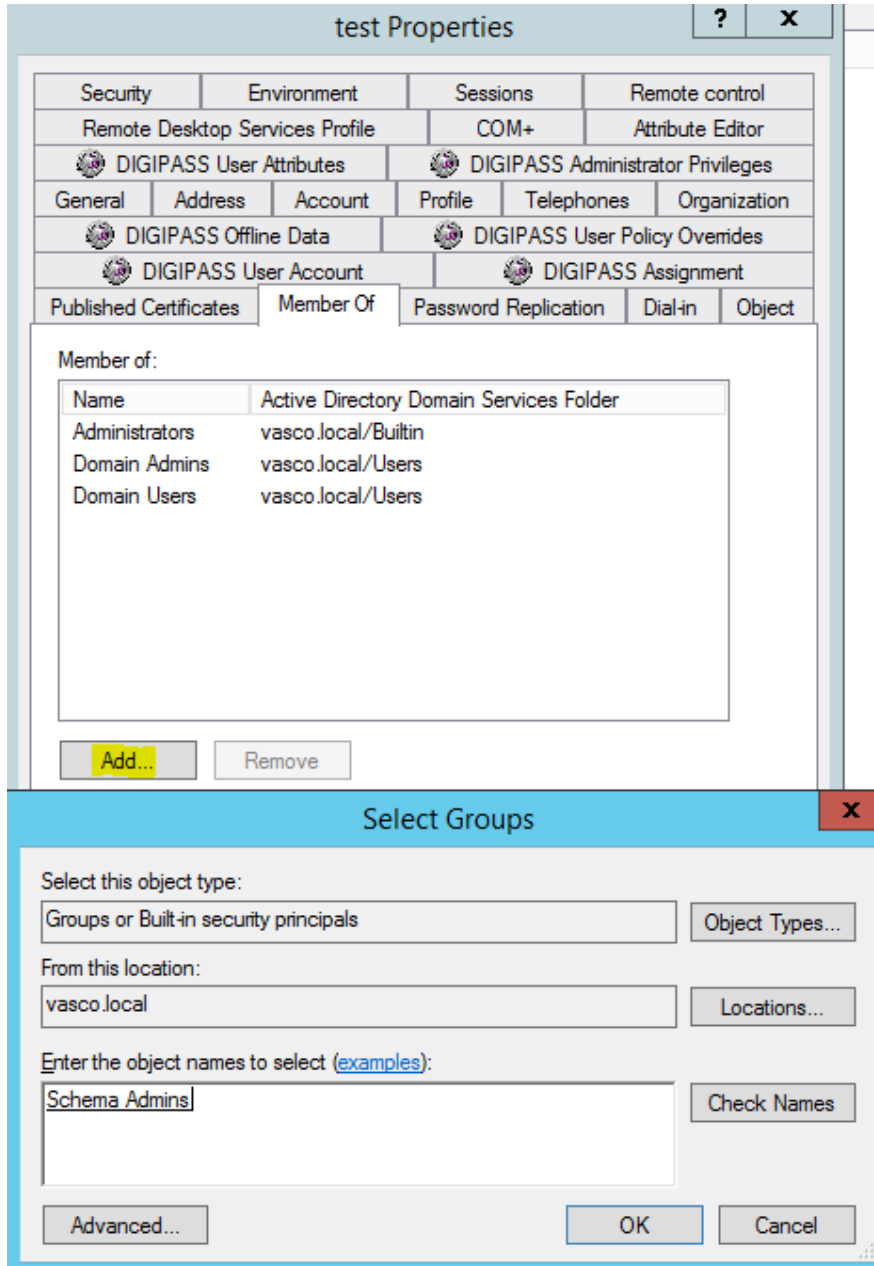 test Properties
? x
Security Environment Sessions Remote control
Remote Desktop Services Profile COM+ Attribute Editor
DIGIPASS User Attributes DIGIPASS Administrator Privileges
General Address Account Profile Telephones Organization
DIGIPASS Offline Data DIGIPASS User Policy Overrides
DIGIPASS User Account DIGIPASS Assignment
Published Certificates Member Of Password Replication Dial-in Object
Member of:
Name Active Directory Domain Services Folder
Administrators vasco.local/Builtin
Domain Admins vasco.local/Users
Domain Users vasco.local/Users
Add... Remove
Select Groups
x
Select this object type:
Groups or Built-in security principals Object Types...
From this location:
vasco.local Locations...
Enter the object names to select (examples):
Schema Admins Check Names
Advanced... OK Cancel